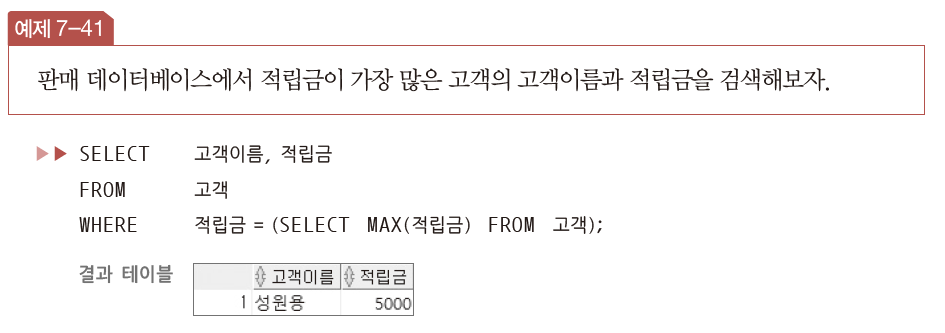 예제 7-41
판매 데이터베이스에서 적립금이 가장 많은 고객의 고객이름과 적립금을 검색해보자.
SELECT 고객이름, 적립금
FROM 고객
WHERE 적립금 = (SELECT MAX(적립금) FROM 고객);
결과 테이블
고객이름 적립금
1 성원용 5000